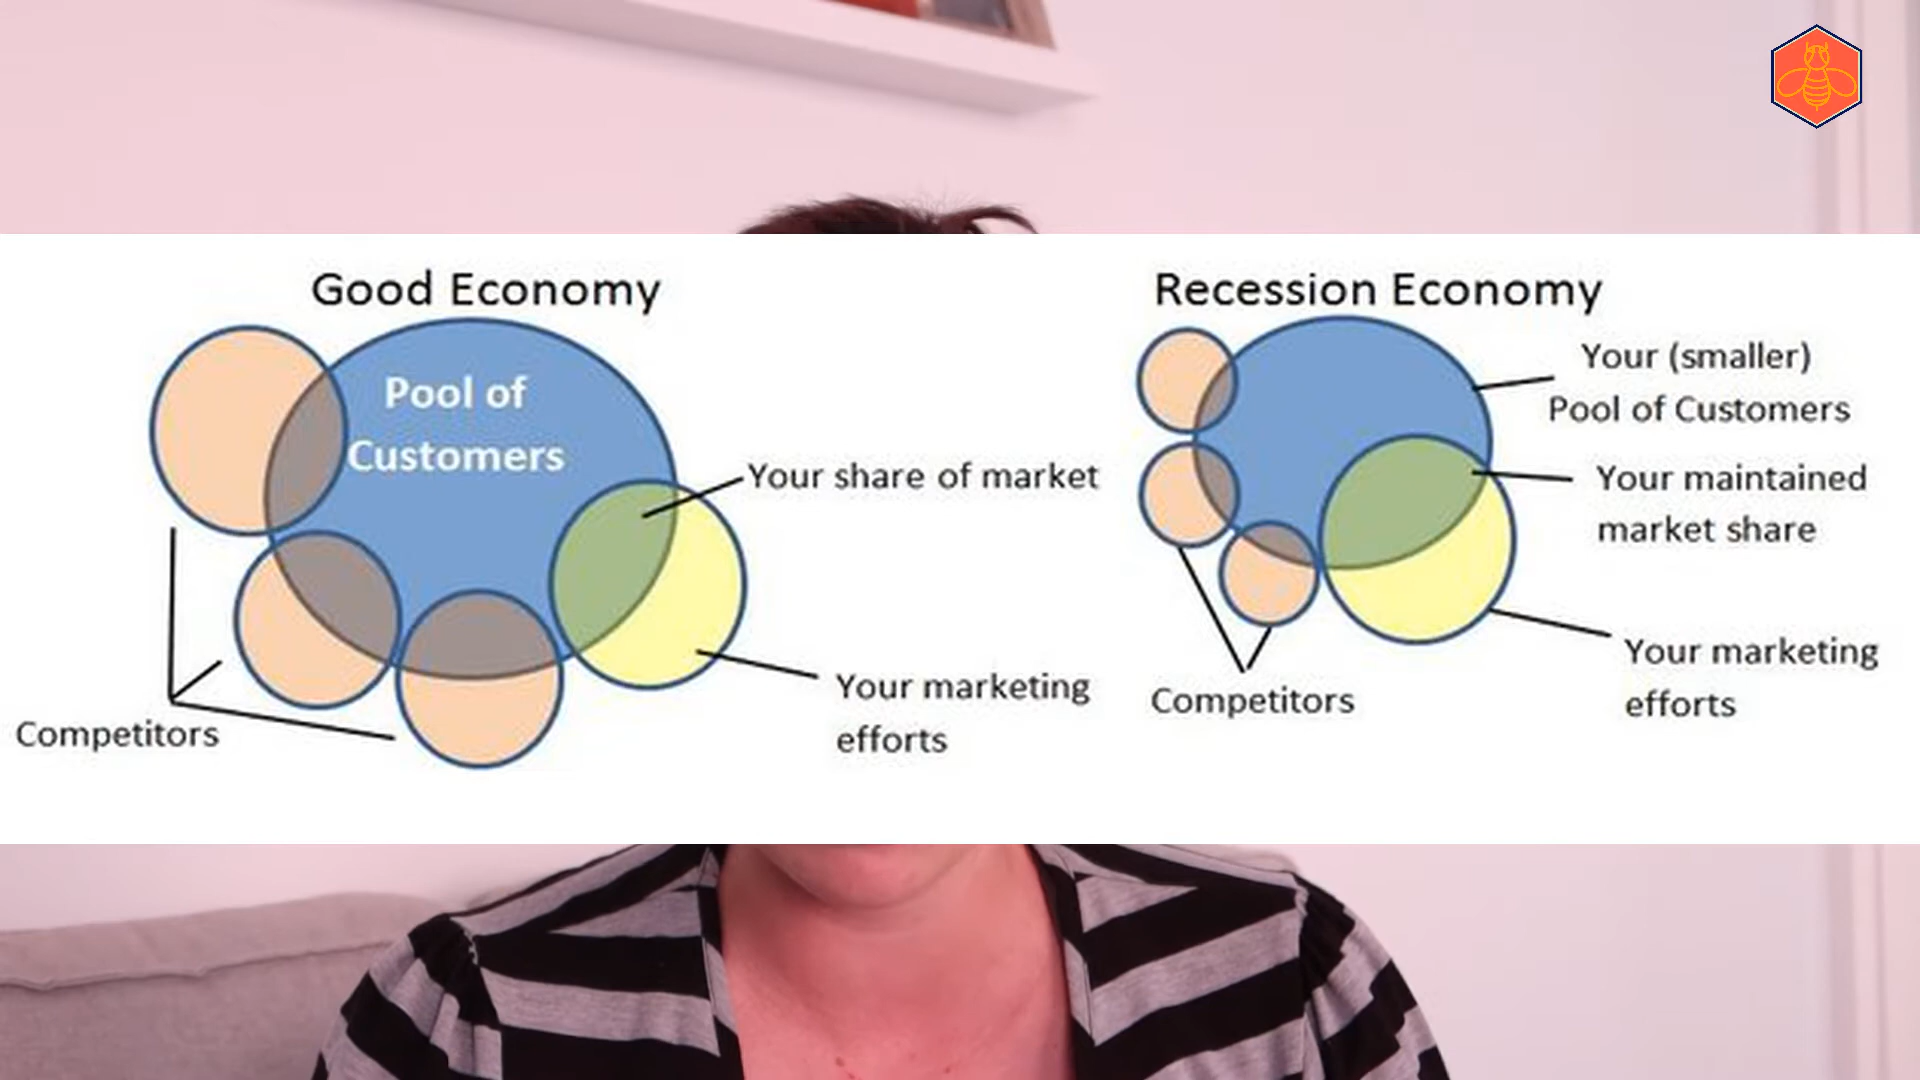 Good Economy
Pool of
Customers
Your share of market
Your marketing
efforts
Competitors
Recession Economy
Your (smaller)
Pool of Customers
Your maintained
market share
Your marketing
efforts
Competitors